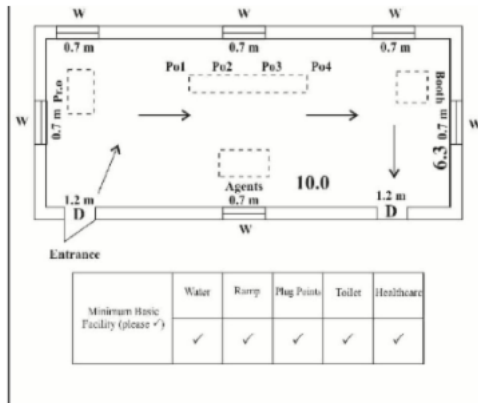 W W W
0.7 m 0.7 m 0.7 m
Po1 Po2 Po3 Po4
Pr.o
Booth
W 0.7 m 0.7 m W
6.3
Agents 10.0
1.2 m 0.7 m 1.2 m
D D
W
Entrance
Minimum Basic Facility (please ✓) Water Ramp Plug Points Toilet Healthcare
✓ ✓ ✓ ✓ ✓